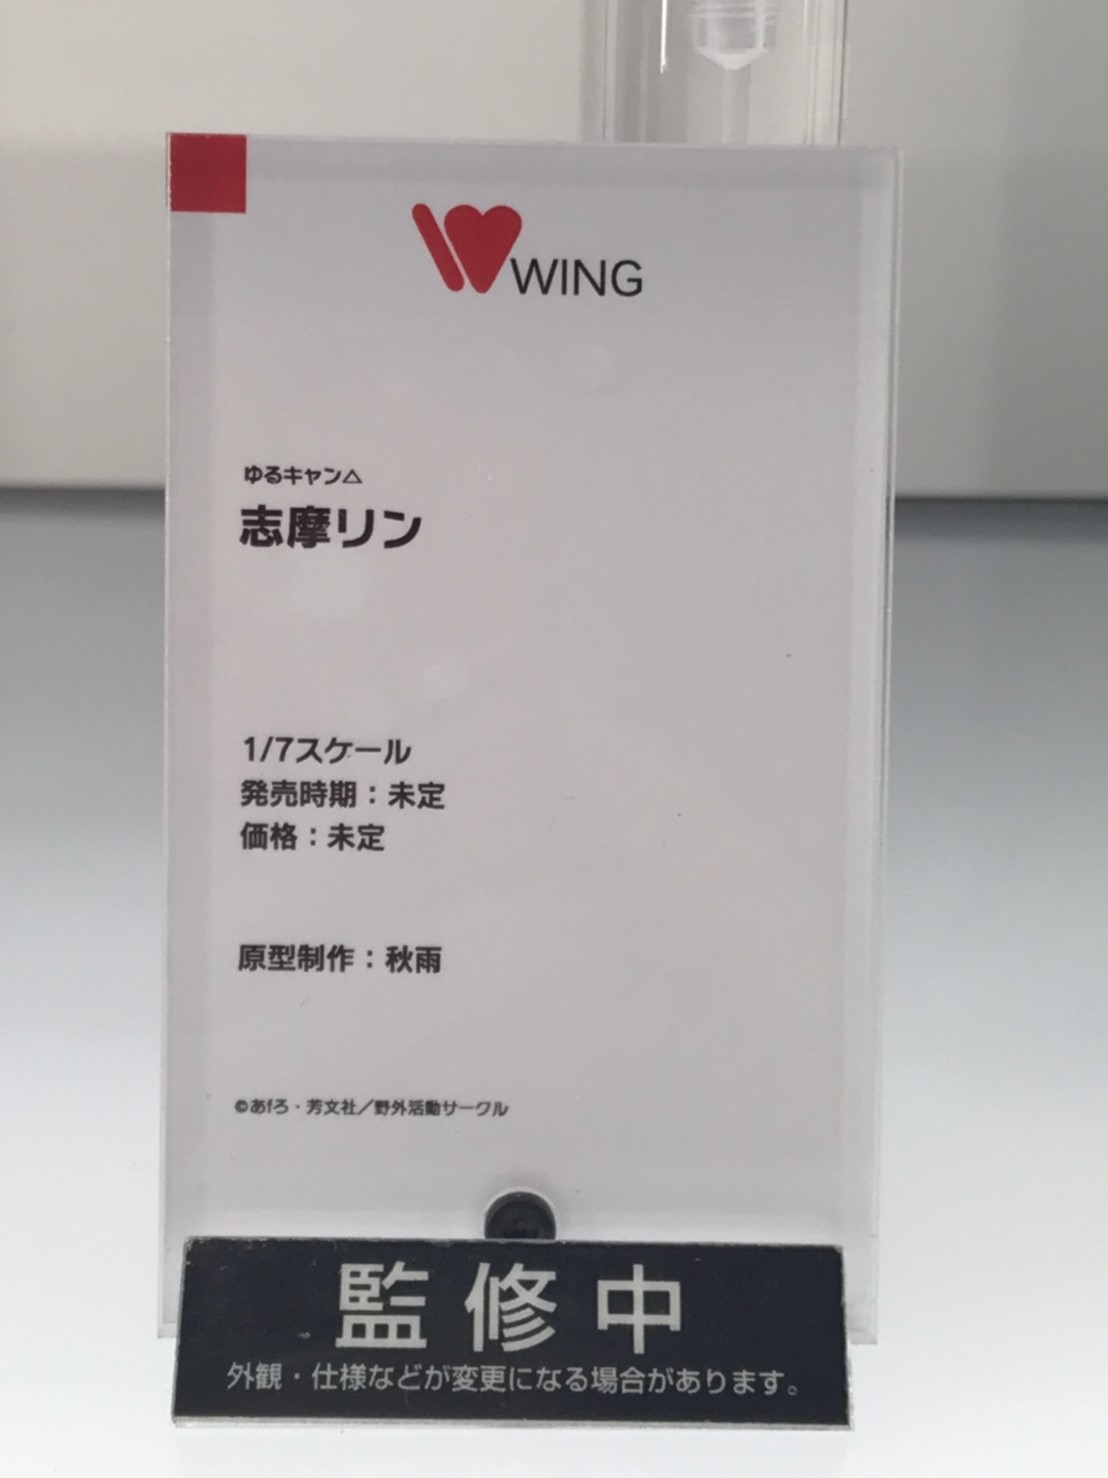 WING
ゆるキャン△
志摩リン
1/7スケール
発売時期：未定
価格：未定
原型制作：秋雨
©あfろ・芳文社／野外活動サークル
監修中
外観・仕様などが変更になる場合があります。